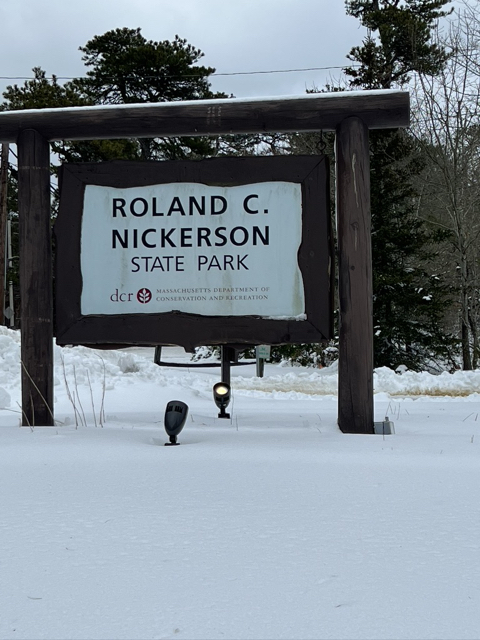 ROLAND C.
NICKERSON
STATE PARK
dcr
MASSACHUSETTS DEPARTMENT OF
CONSERVATION AND RECREATION